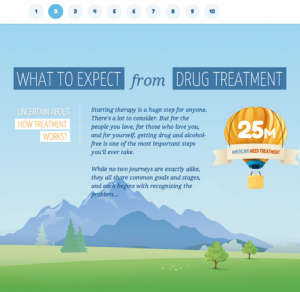 1 2 3 4 5 6 7 8 9 10
WHAT TO EXPECT from DRUG TREATMENT
UNCERTAIN ABOUT
HOW TREATMENT
WORKS?
Starting therapy is a huge step for anyone.
There's a lot to consider. But for the
people you love, for those who love you,
and for yourself, getting drug and alcohol-
free is one of the most important steps
you'll ever take.
While no two journeys are exactly alike,
they all share common goals and stages,
and each begins with recognizing the
problem...
25M
AMERICANS NEED TREATMENT